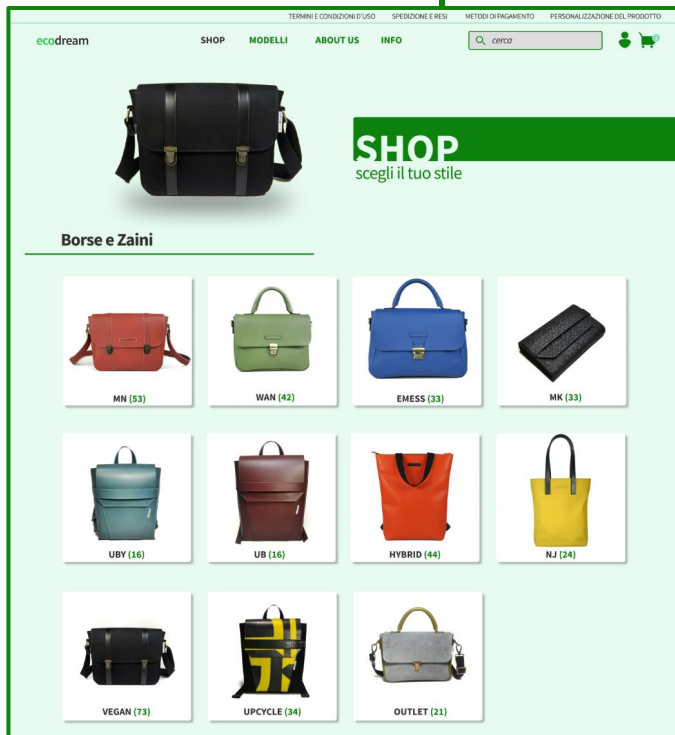 TERMINI E CONDIZIONI D'USO SPEDIZIONE E RESI METODI DI PAGAMENTO PERSONALIZZAZIONE DEL PRODOTTO
ecodream SHOP MODELLI ABOUT US INFO cerca
SHOP
scegli il tuo stile
Borse e Zaini
MN (53) WAN (42) EMESS (33) MK (33)
UBY (16) UB (16) HYBRID (44) NJ (24)
VEGAN (73) UPCYCLE (34) OUTLET (21)